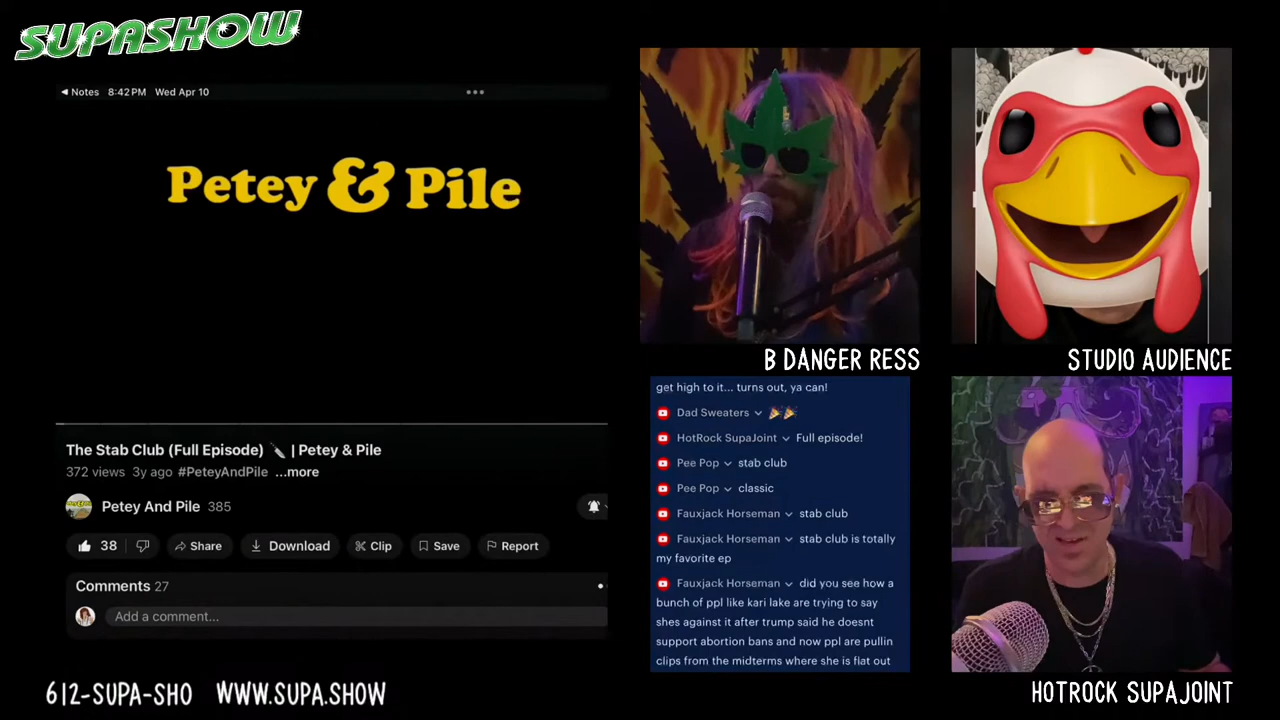 SUPASHOW
Notes 8:42 PM Wed Apr 10
Petey & Pile
The Stab Club (Full Episode) | Petey & Pile
372 views 3y ago #PeteyAndPile ...more
Petey And Pile 385
38 Share Download Clip Save Report
Comments 27
Add a comment...
612-SUPA-SHO WWW.SUPA.SHOW
B DANGER RESS
STUDIO AUDIENCE
get high to it... turns out, ya can!
Dad Sweaters
HotRock SupaJoint Full episode!
Pee Pop stab club
Pee Pop classic
Fauxjack Horseman stab club
Fauxjack Horseman stab club is totally
my favorite ep
Fauxjack Horseman did you see how a
bunch of ppl like kari lake are trying to say
shes against it after trump said he doesnt
support abortion bans and now ppl are pullin
clips from the midterms where she is flat out
HOTROCK SUPAJOINT